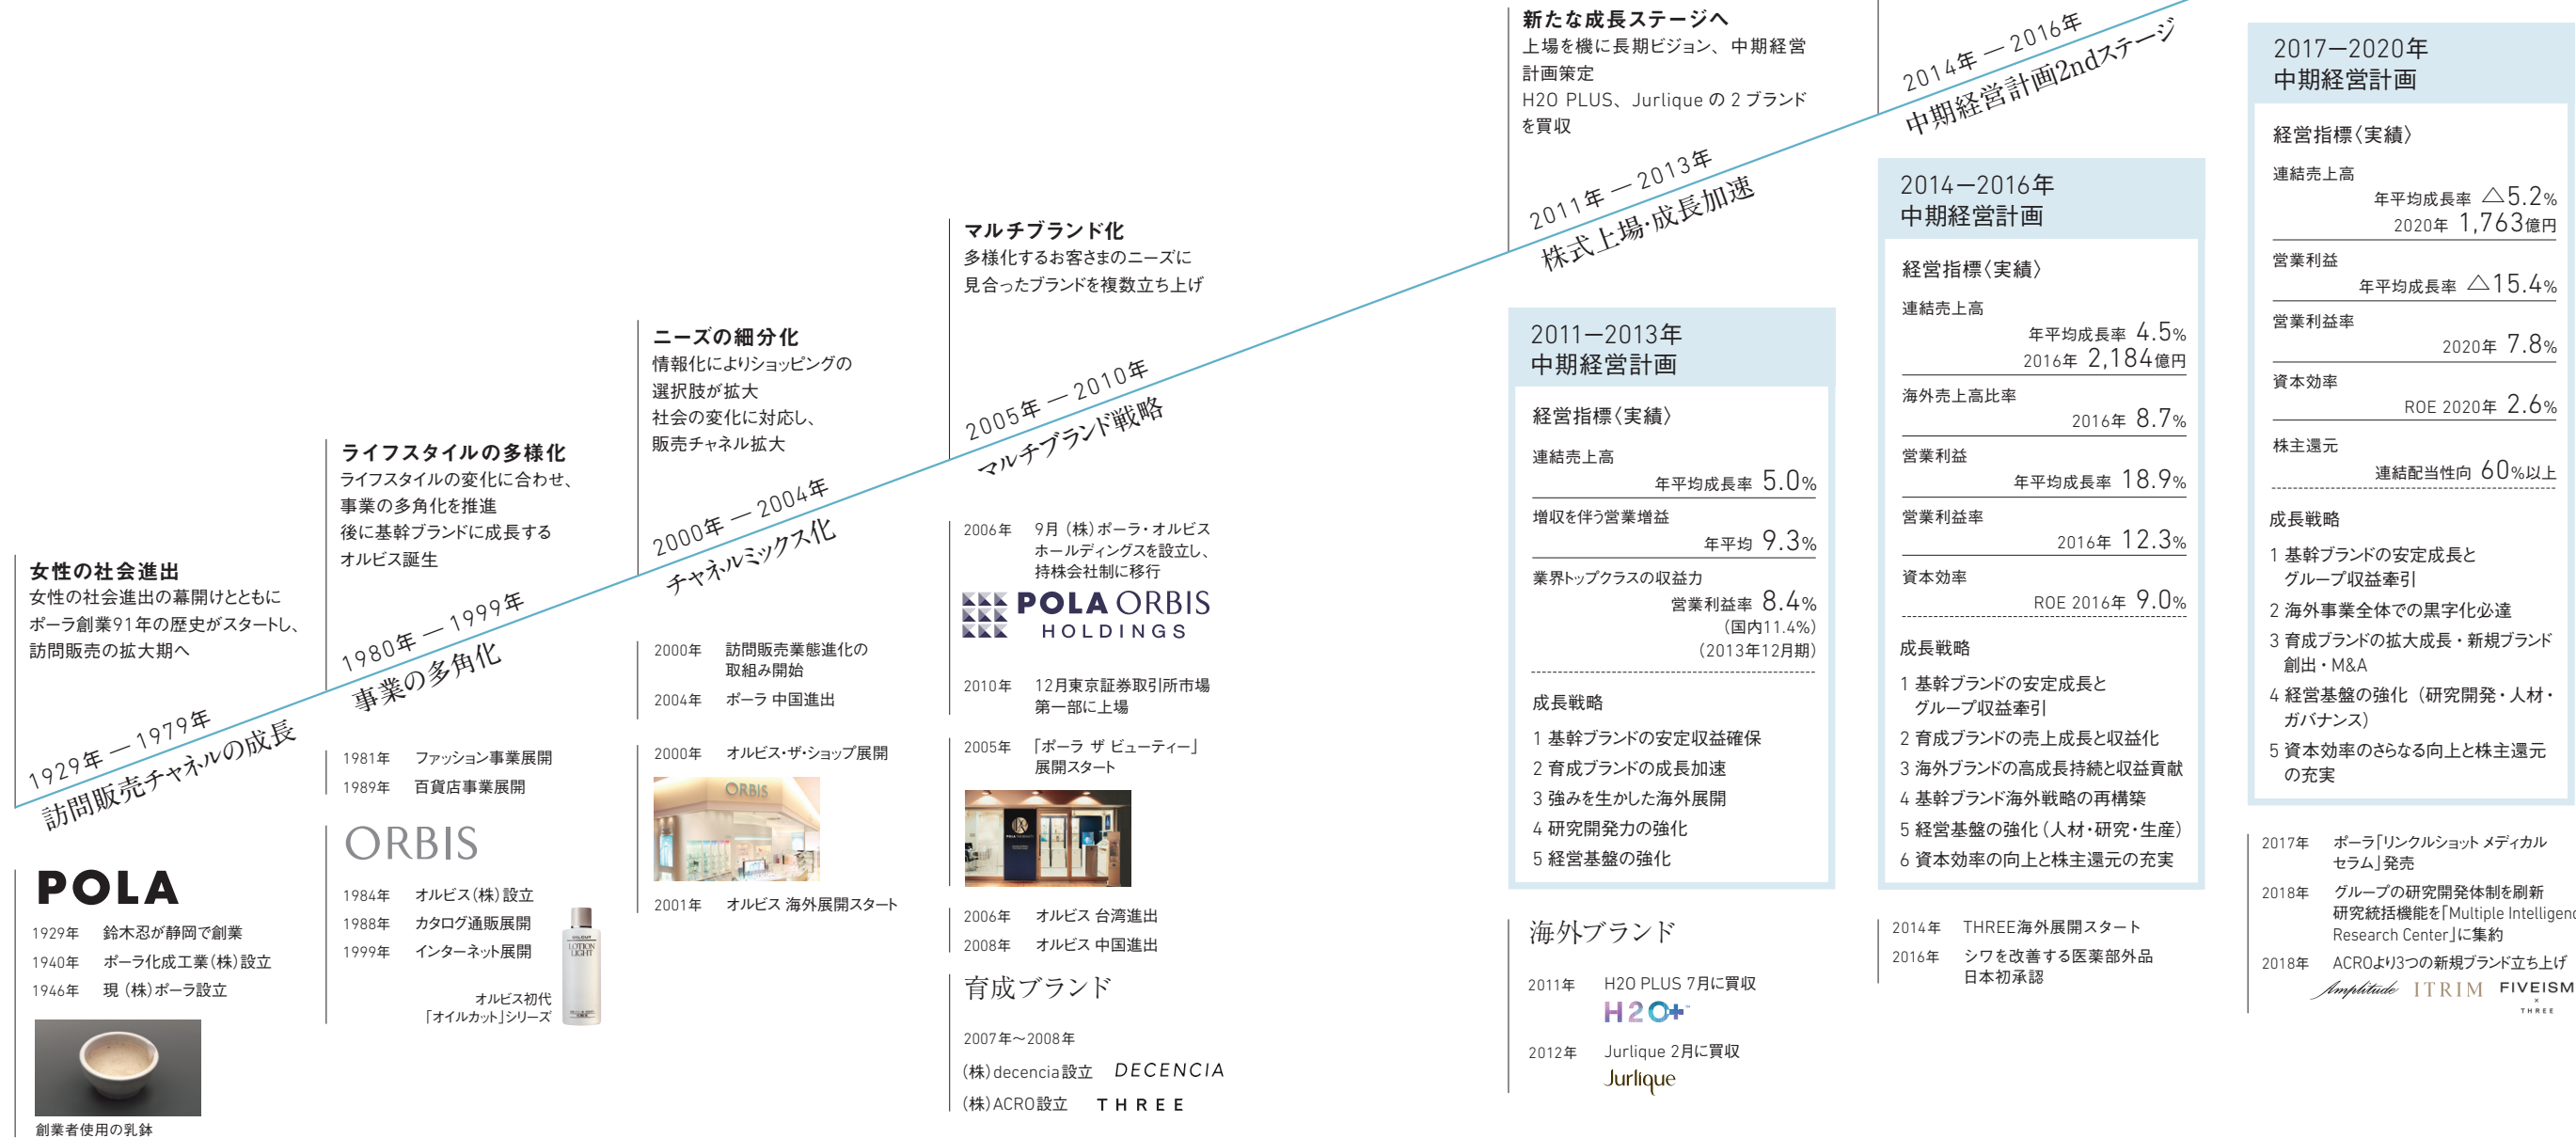 女性の社会進出
女性の社会進出の幕開けとともに
ポーラ創業91年の歴史がスタートし、
訪問販売の拡大期へ
1929年 — 1979年
訪問販売チャネルの成長
POLA
1929年 鈴木忍が静岡で創業
1940年 ポーラ化成工業(株)設立
1946年 現(株)ポーラ設立
創業者使用の乳鉢
ライフスタイルの多様化
ライフスタイルの変化に合わせ、
事業の多角化を推進
後に基幹ブランドに成長する
オルビス誕生
1980年 — 1999年
事業の多角化
1981年 ファッション事業展開
1989年 百貨店事業展開
ORBIS
1984年 オルビス(株)設立
1988年 カタログ通販展開
1999年 インターネット展開
LOTION
LIGHT
オルビス初代
「オイルカット」シリーズ
ニーズの細分化
情報化によりショッピングの
選択肢が拡大
社会の変化に対応し、
販売チャネル拡大
2000年 — 2004年
チャネルミックス化
2000年 訪問販売業態進化の
取組み開始
2004年 ポーラ 中国進出
2000年 オルビス・ザ・ショップ展開
ORBIS
2001年 オルビス 海外展開スタート
マルチブランド化
多様化するお客さまのニーズに
見合ったブランドを複数立ち上げ
2005年 — 2010年
マルチブランド戦略
2006年 9月(株)ポーラ・オルビス
ホールディングスを設立し、
持株会社制に移行
POLA ORBIS
HOLDINGS
2010年 12月東京証券取引所市場
第一部に上場
2005年 「ポーラ ザ ビューティー」
展開スタート
2006年 オルビス 台湾進出
2008年 オルビス 中国進出
育成ブランド
2007年～2008年
(株)decencia設立 DECENCIA
(株)ACRO設立 THREE
新たな成長ステージへ
上場を機に長期ビジョン、中期経営
計画策定
H2O PLUS、Jurlique の 2 ブランド
を買収
2011年 — 2013年
株式上場・成長加速
2011—2013年
中期経営計画
経営指標〈実績〉
連結売上高
年平均成長率 5.0%
増収を伴う営業増益
年平均 9.3%
業界トップクラスの収益力
営業利益率 8.4%
(国内11.4%)
(2013年12月期)
成長戦略
1 基幹ブランドの安定収益確保
2 育成ブランドの成長加速
3 強みを生かした海外展開
4 研究開発力の強化
5 経営基盤の強化
海外ブランド
2011年 H2O PLUS 7月に買収
H2O+
2012年 Jurlique 2月に買収
Jurlique
2014年 — 2016年
中期経営計画2ndステージ
2014—2016年
中期経営計画
経営指標〈実績〉
連結売上高
年平均成長率 4.5%
2016年 2,184億円
海外売上高比率
2016年 8.7%
営業利益
年平均成長率 18.9%
営業利益率
2016年 12.3%
資本効率
ROE 2016年 9.0%
成長戦略
1 基幹ブランドの安定成長と
グループ収益牽引
2 育成ブランドの売上成長と収益化
3 海外ブランドの高成長持続と収益貢献
4 基幹ブランド海外戦略の再構築
5 経営基盤の強化(人材・研究・生産)
6 資本効率の向上と株主還元の充実
2014年 THREE海外展開スタート
2016年 シワを改善する医薬部外品
日本初承認
2017—2020年
中期経営計画
経営指標〈実績〉
連結売上高
年平均成長率 △5.2%
2020年 1,763億円
営業利益
年平均成長率 △15.4%
営業利益率
2020年 7.8%
資本効率
ROE 2020年 2.6%
株主還元
連結配当性向 60%以上
成長戦略
1 基幹ブランドの安定成長と
グループ収益牽引
2 海外事業全体での黒字化必達
3 育成ブランドの拡大成長・新規ブランド
創出・M&A
4 経営基盤の強化(研究開発・人材・
ガバナンス)
5 資本効率のさらなる向上と株主還元
の充実
2017年 ポーラ「リンクルショット メディカル
セラム」発売
2018年 グループの研究開発体制を刷新
研究統括機能を「Multiple Intelligenc
Research Center」に集約
2018年 ACROより3つの新規ブランド立ち上げ
Amplitude ITRIM FIVEISM
×
THREE